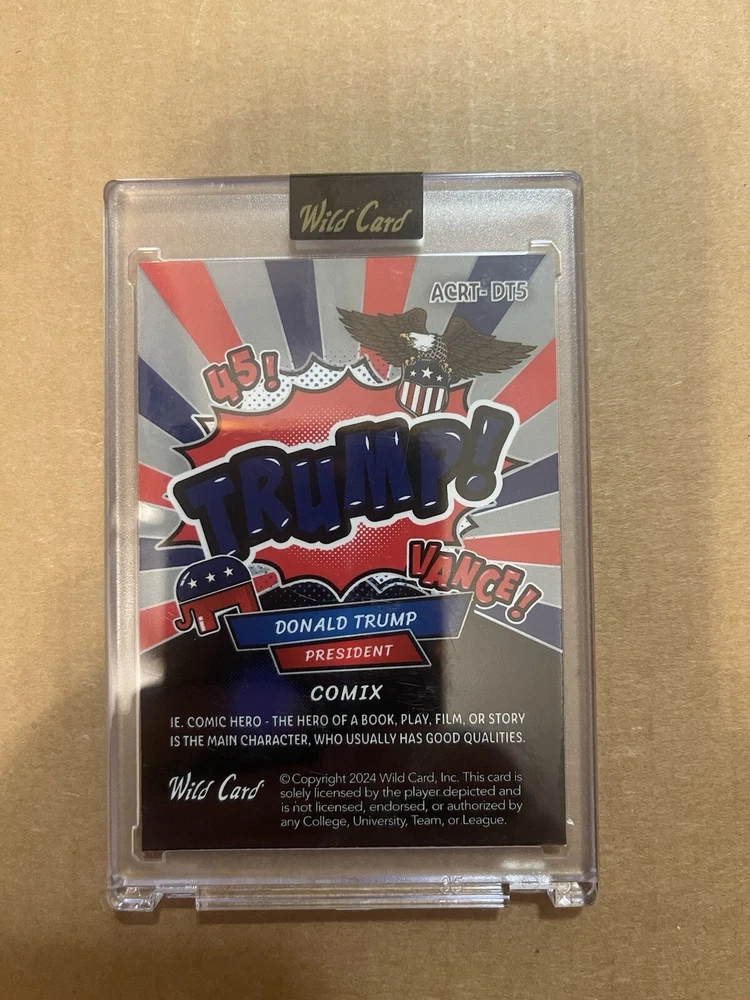 Wild Card
ACRT- DT5
45!
TRUMP!
VANCE!
DONALD TRUMP
PRESIDENT
COMIX
IE. COMIC HERO - THE HERO OF A BOOK, PLAY, FILM, OR STORY
IS THE MAIN CHARACTER, WHO USUALLY HAS GOOD QUALITIES.
Wild Card
©Copyright 2024 Wild Card, Inc. This card is
solely licensed by the player depicted and
is not licensed, endorsed, or authorized by
any College, University, Team, or League.